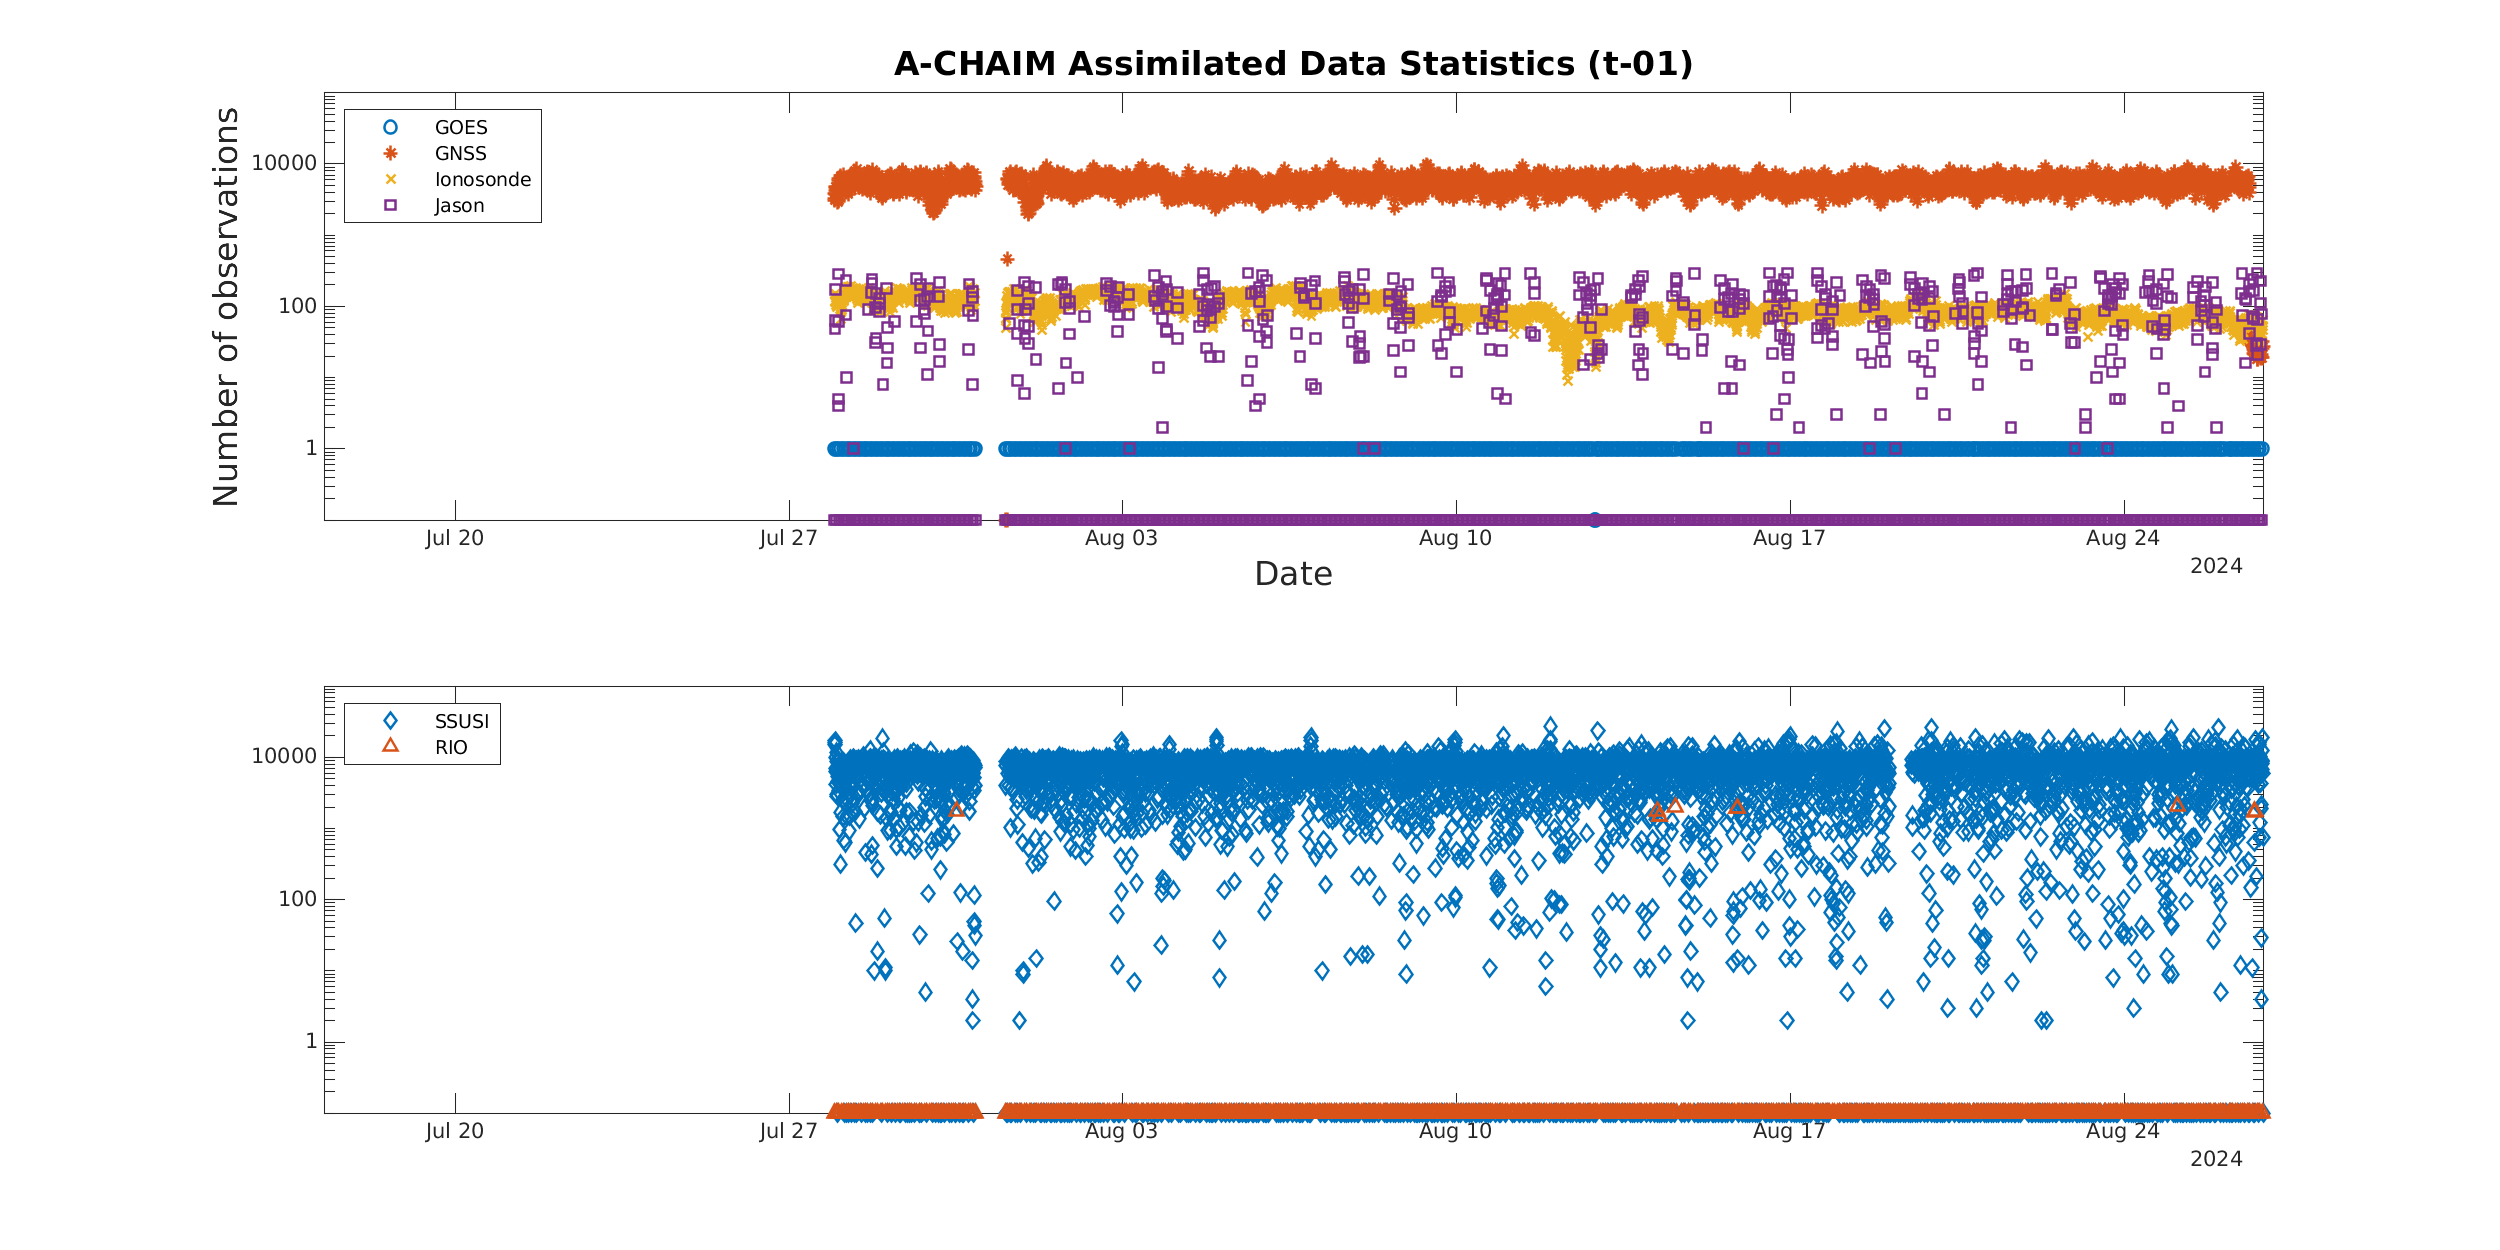 A-CHAIM Assimilated Data Statistics (t-01)
Number of observations
10000
100
1
GOES
GNSS
Ionosonde
Jason
Jul 20
Jul 27
Aug 03
Aug 10
Aug 17
Aug 24
2024
Date
10000
100
1
SSUSI
RIO
Jul 20
Jul 27
Aug 03
Aug 10
Aug 17
Aug 24
2024